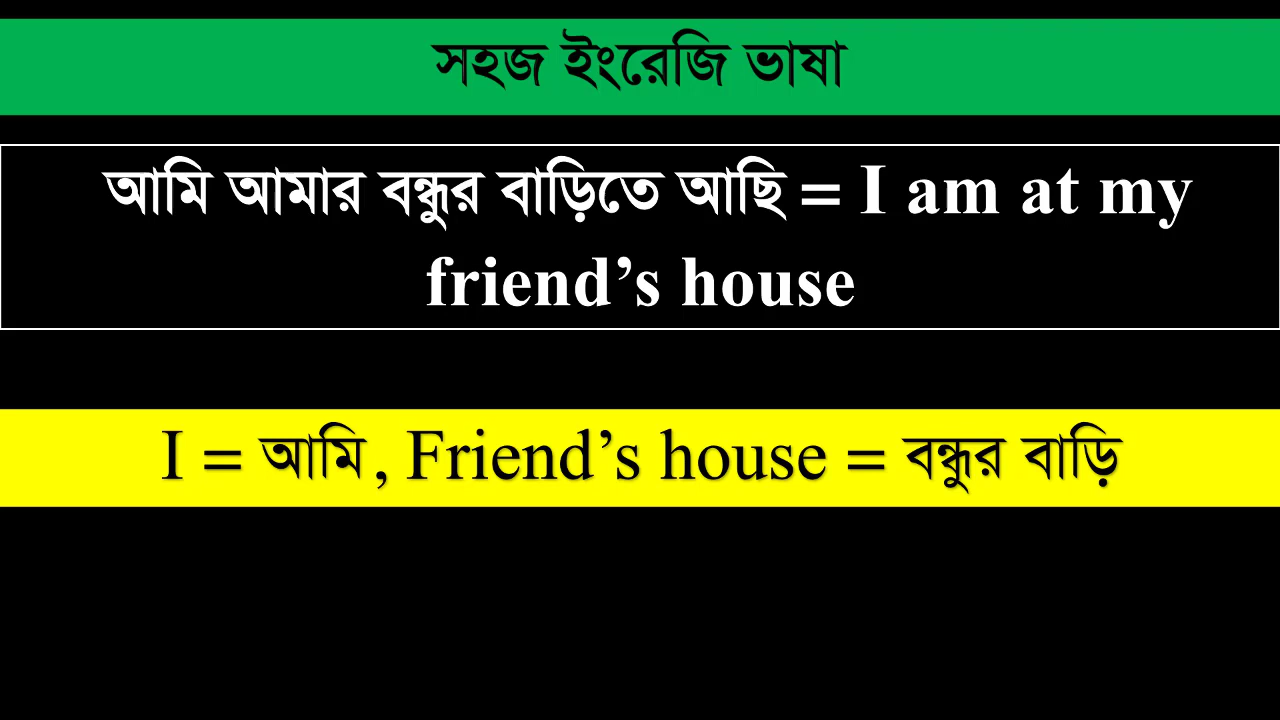 সহজ ইংরেজি ভাষা
আমি আমার বন্ধুর বাড়িতে আছি = I am at my
friend’s house
I = আমি , Friend’s house = বন্ধুর বাড়ি